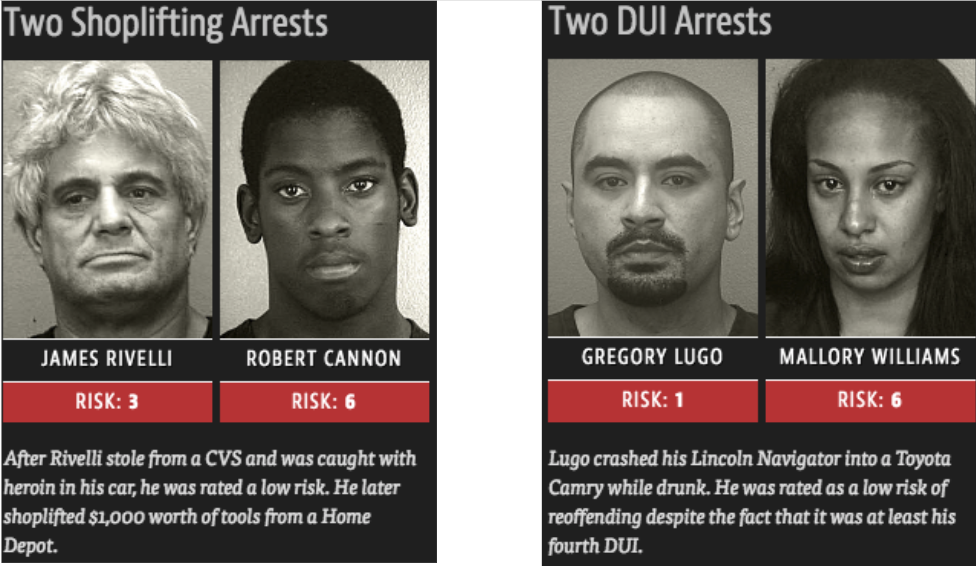 Two Shoplifting Arrests
JAMES RIVELLI
ROBERT CANNON
RISK: 3
RISK: 6
After Rivelli stole from a CVS and was caught with
heroin in his car, he was rated a low risk. He later
shoplifted $1,000 worth of tools from a Home
Depot.
Two DUI Arrests
GREGORY LUGO
MALLORY WILLIAMS
RISK: 1
RISK: 6
Lugo crashed his Lincoln Navigator into a Toyota
Camry while drunk. He was rated as a low risk of
reoffending despite the fact that it was at least his
fourth DUI.